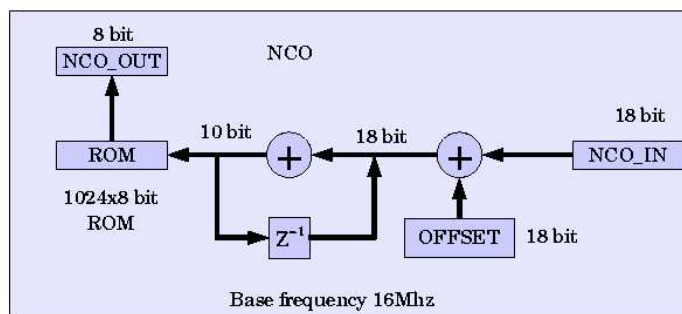 8 bit
NCO_OUT
NCO
18 bit
10 bit
18 bit
ROM
+
+
NCO_IN
1024x8 bit
ROM
Z⁻¹
OFFSET
18 bit
Base frequency 16Mhz